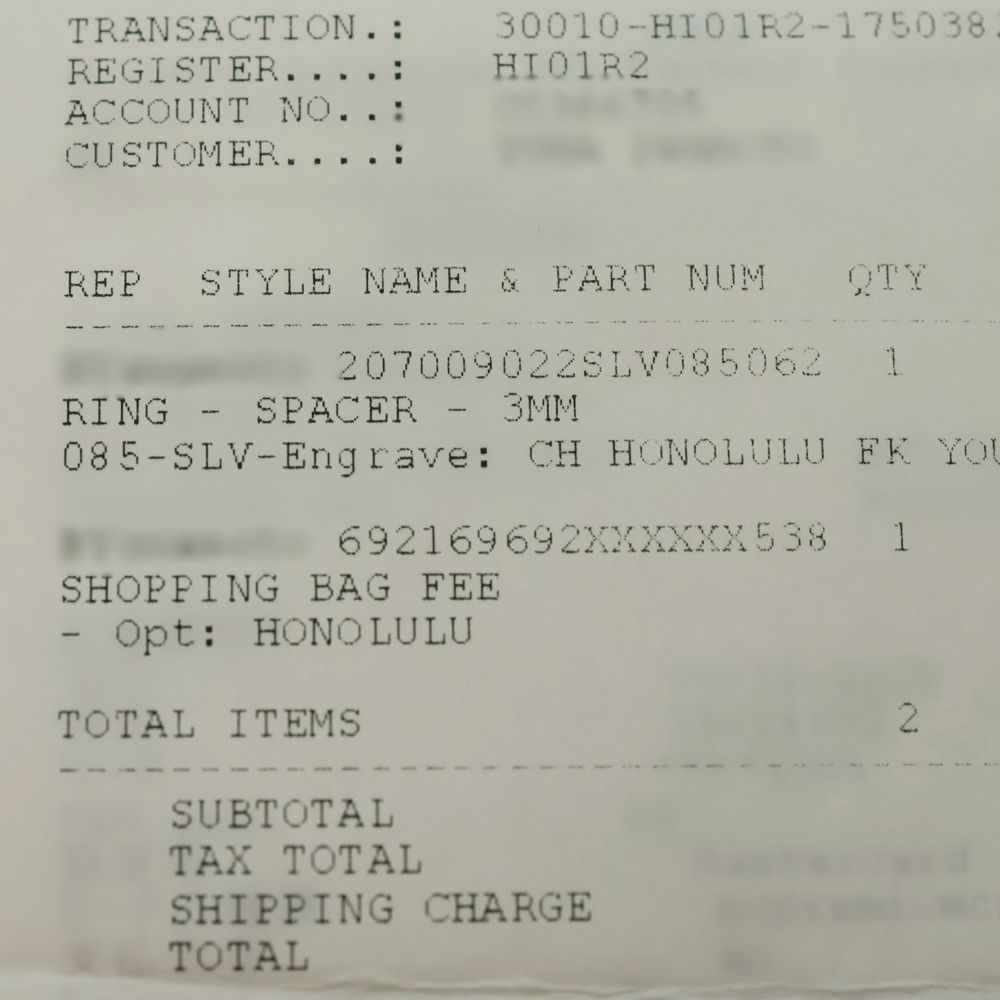 TRANSACTION.: 30010-HI01R2-175038.
REGISTER....: HI01R2
ACCOUNT NO..:
CUSTOMER....:
REP STYLE NAME & PART NUM QTY
207009022SLV085062 1
RING - SPACER - 3MM
085-SLV-Engrave: CH HONOLULU FK YOU
692169692XXXXXX538 1
SHOPPING BAG FEE
- Opt: HONOLULU
TOTAL ITEMS 2
SUBTOTAL
TAX TOTAL
SHIPPING CHARGE
TOTAL